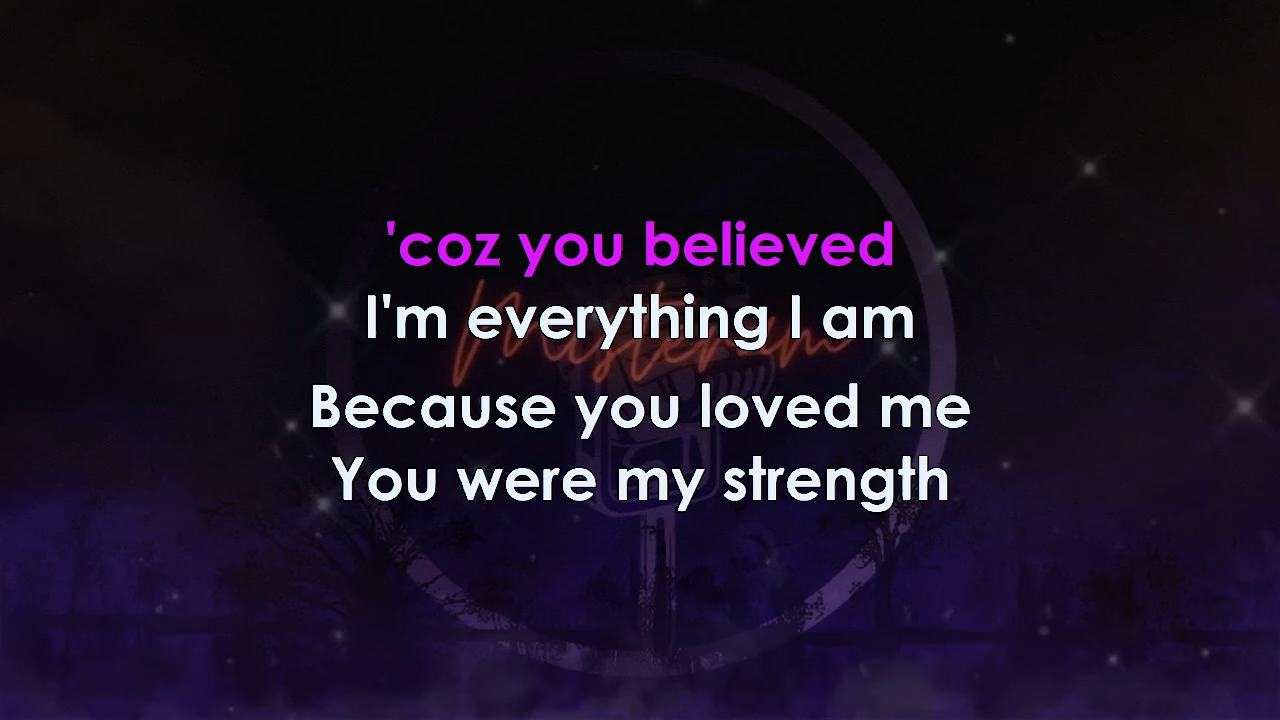 'coz you believed
I'm everything I am
Because you loved me
You were my strength